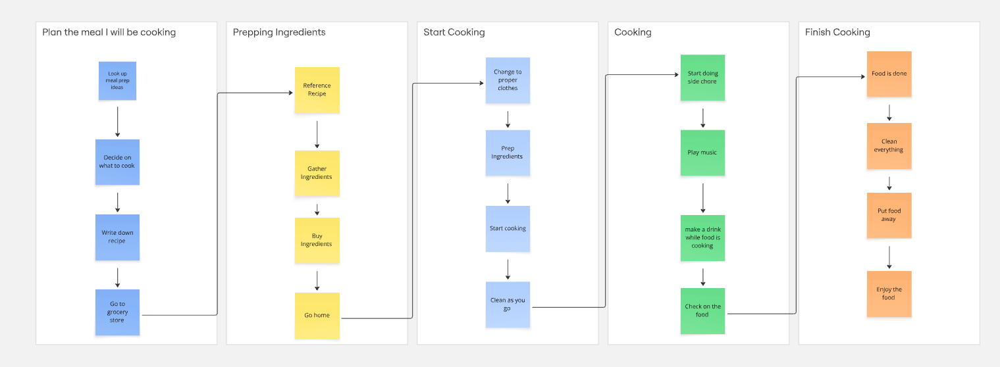 Plan the meal I will be cooking
Look up
meal prep
ideas
Decide on
what to cook
Write down
recipe
Go to
grocery
store
Prepping Ingredients
Reference
Recipe
Gather
Ingredients
Buy
Ingredients
Go home
Start Cooking
Change to
proper
clothes
Prep
Ingredients
Start cooking
Clean as you
go
Cooking
Start doing
side chore
Play music
make a drink
while food is
cooking
Check on the
food
Finish Cooking
Food is done
Clean
everything
Put food
away
Enjoy the
food